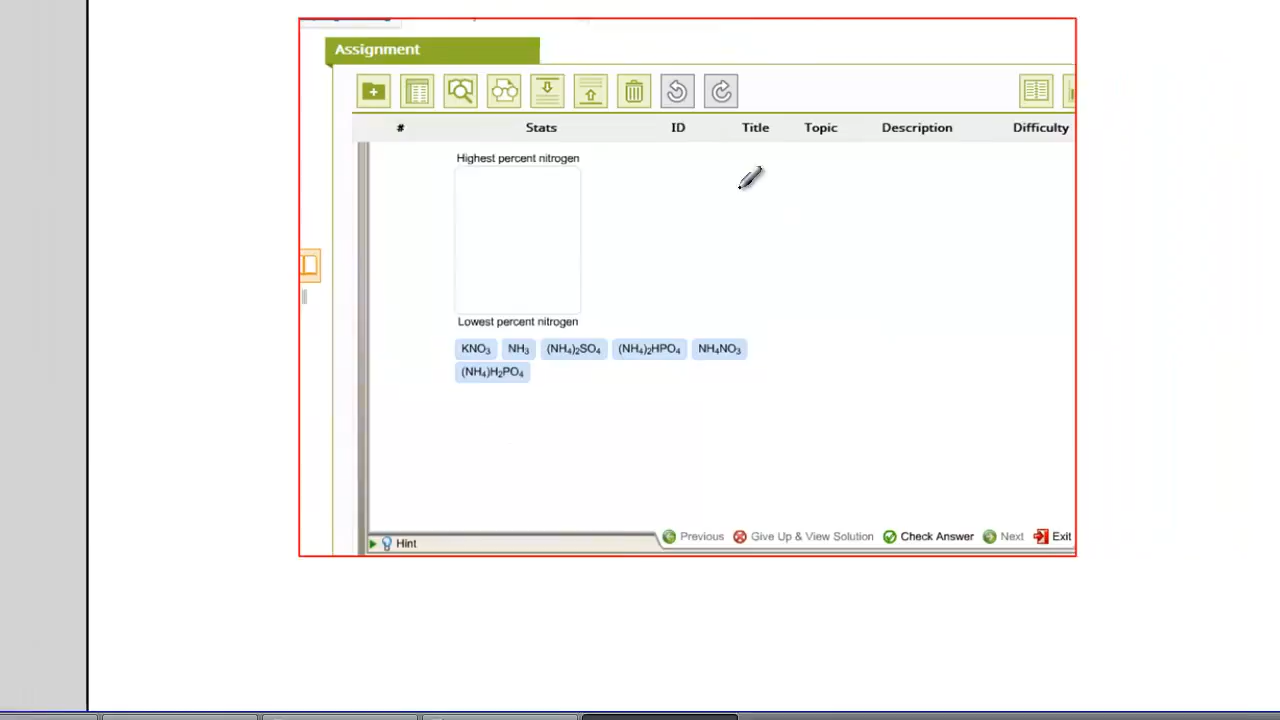 Assignment
# Stats ID Title Topic Description Difficulty
Highest percent nitrogen
Lowest percent nitrogen
KNO₃ NH₃ (NH₄)₂SO₄ (NH₄)₂HPO₄ NH₄NO₃
(NH₄)H₂PO₄
Hint Previous Give Up & View Solution Check Answer Next Exit